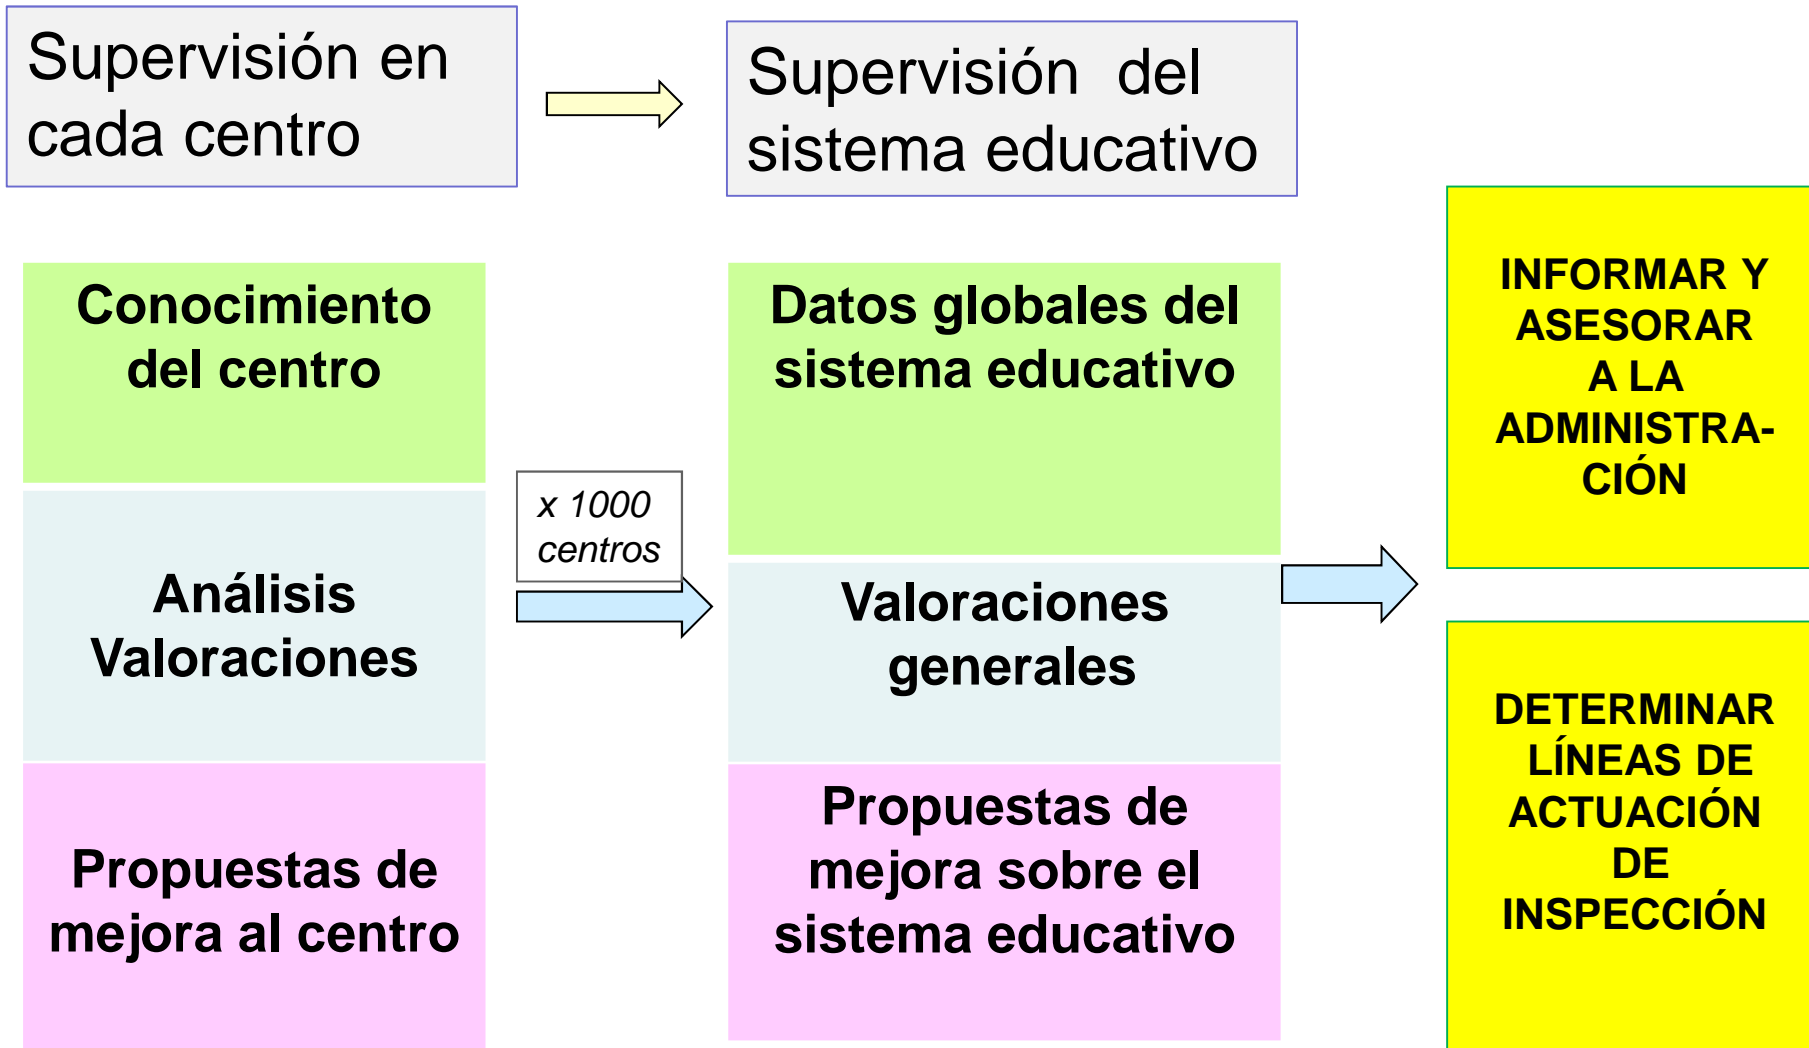 Supervisión en
cada centro
Supervisión del
sistema educativo
Conocimiento
del centro
Análisis
Valoraciones
Propuestas de
mejora al centro
x 1000
centros
Datos globales del
sistema educativo
Valoraciones
generales
Propuestas de
mejora sobre el
sistema educativo
INFORMAR Y
ASESORAR
A LA
ADMINISTRA-
CIÓN
DETERMINAR
LÍNEAS DE
ACTUACIÓN
DE
INSPECCIÓN